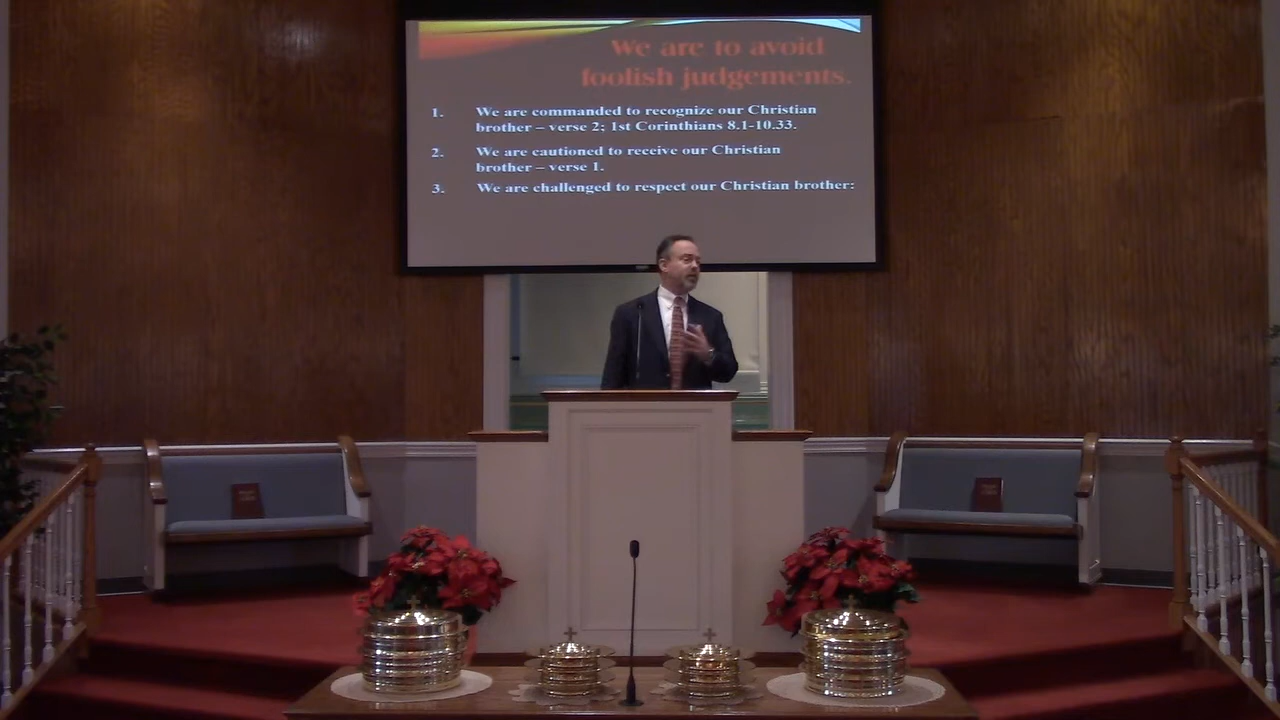 We are to avoid
foolish judgements.
1. We are commanded to recognize our Christian
brother – verse 2; 1st Corinthians 8.1-10.33.
2. We are cautioned to receive our Christian
brother – verse 1.
3. We are challenged to respect our Christian brother: